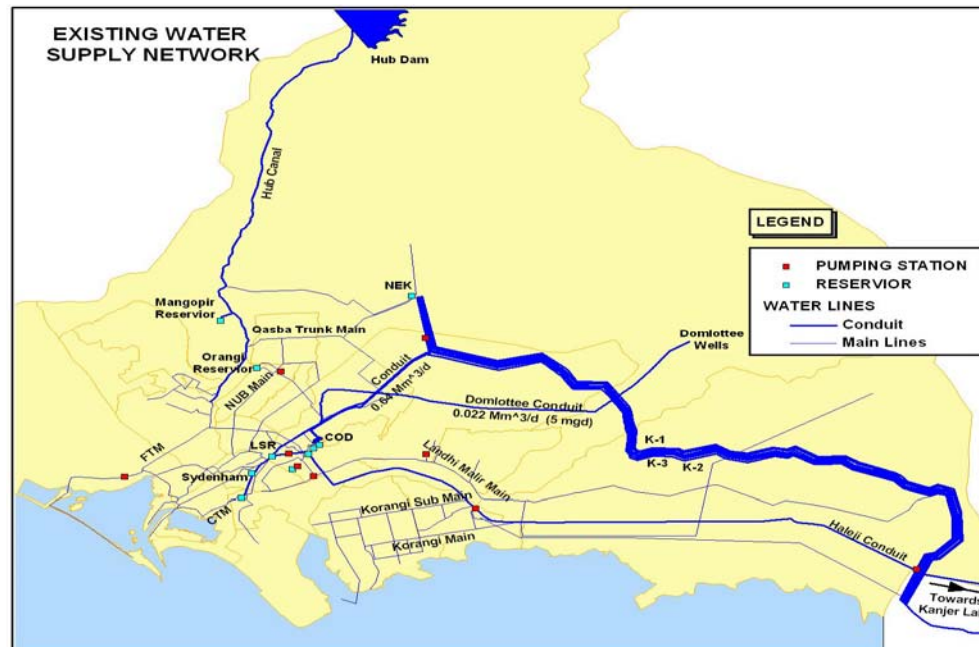 EXISTING WATER
SUPPLY NETWORK
Hub Dam
Hub Canal
LEGEND
PUMPING STATION
RESERVIOR
WATER LINES
Conduit
Main Lines
NEK
Mangopir
Reservior
Qasba Trunk Main
Orangi
Reservior
NUB Main
Conduit
0.64 Mm^3/d
Domlottee
Wells
Domlottee Conduit
0.022 Mm^3/d (5 mgd)
COD
LSR
K-1
K-3
K-2
FTM
Sydenham
CTM
Landhi Malir Main
Korangi Sub Main
Korangi Main
Haleji Conduit
Towards
Kanjer La